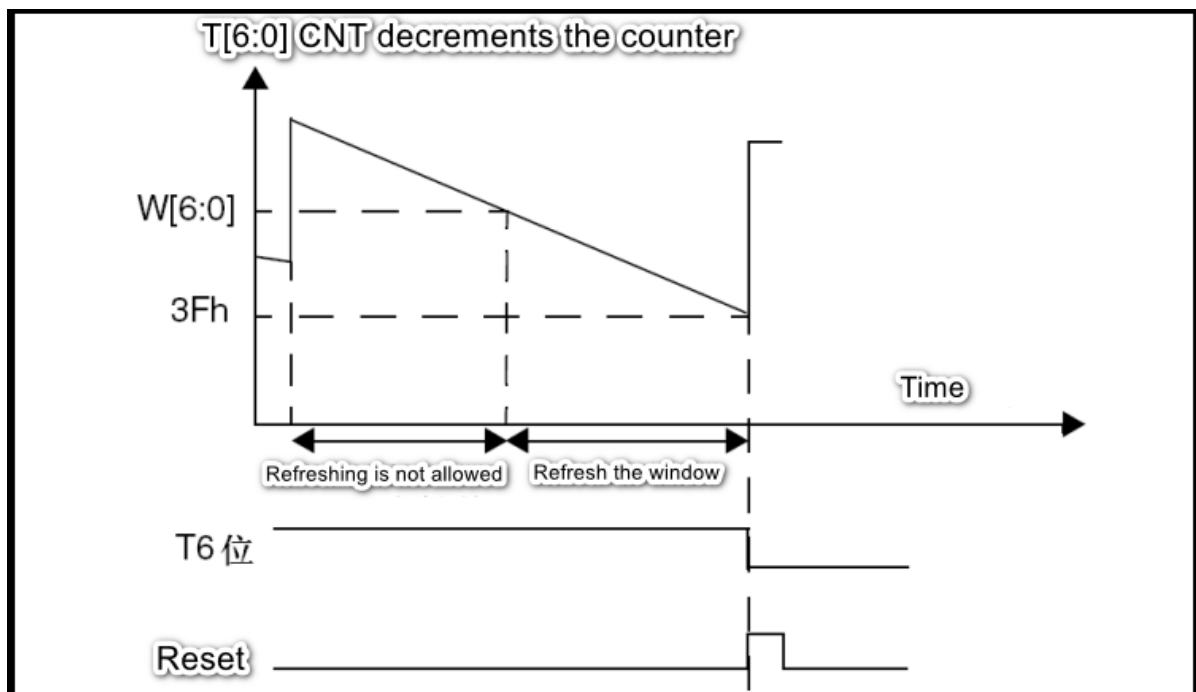 T[6:0] CNT decrements the counter
W[6:0]
3Fh
Time
Refreshing is not allowed
Refresh the window
T6 位
Reset